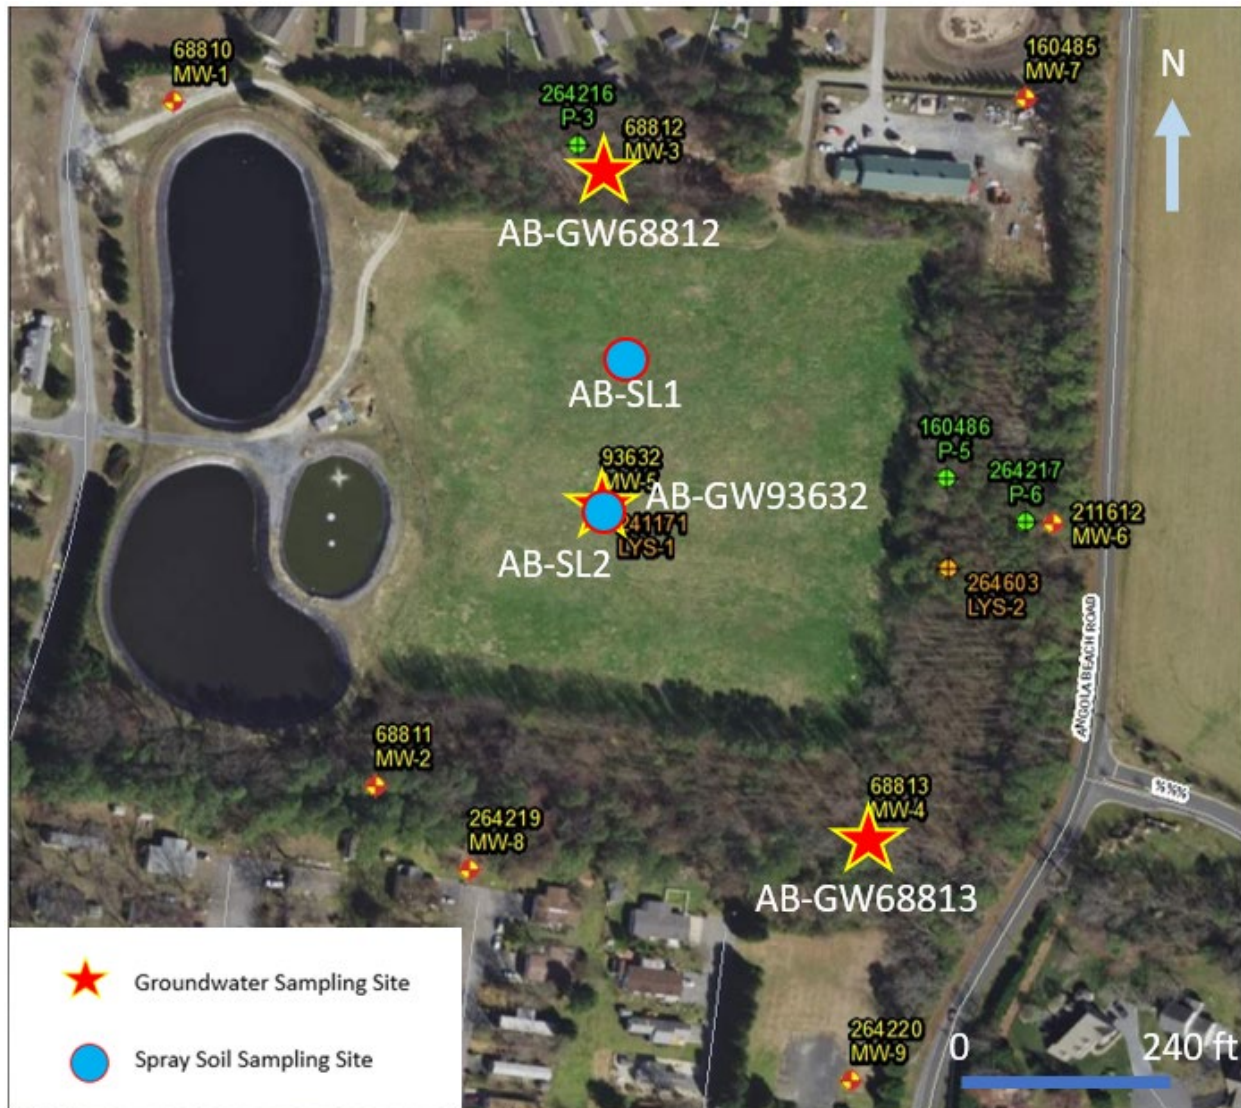 68810
MW-1
160485
MW-7
N
264216
P-3
68812
MW-3
AB-GW68812
AB-SL1
160486
P-5
93632
MW-5
264217
P-6
AB-GW93632
241171
LYS-1
211612
MW-6
AB-SL2
264603
LYS-2
ANGOLA BEACH ROAD
68811
MW-2
68813
MW-4
264219
MW-8
AB-GW68813
Groundwater Sampling Site
Spray Soil Sampling Site
264220
MW-9
0 240 ft